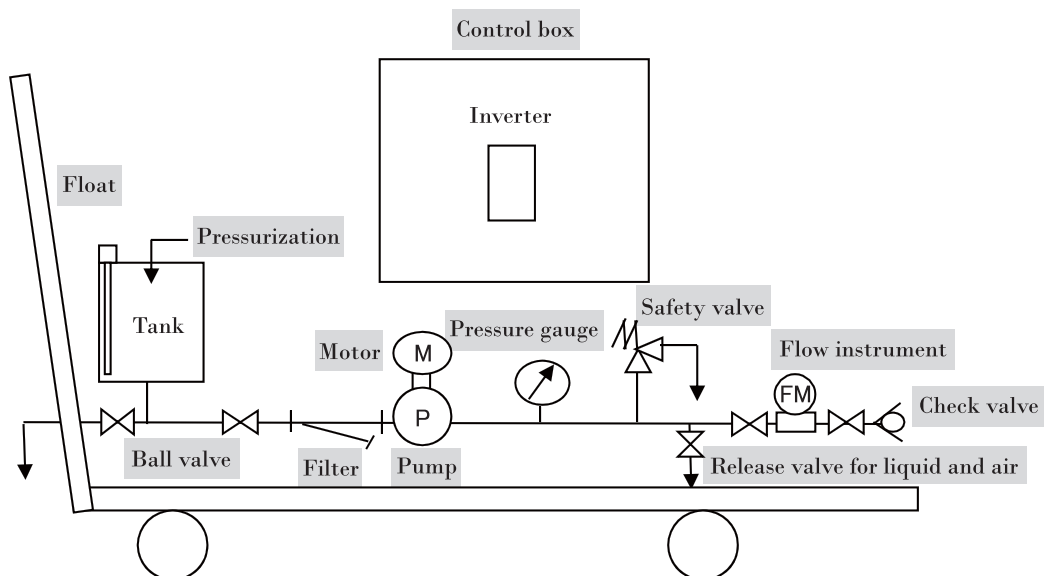 Control box
Inverter
Float
Pressurization
Tank
Safety valve
Pressure gauge
Motor
M
Flow instrument
FM
Check valve
P
Ball valve
Filter
Pump
Release valve for liquid and air